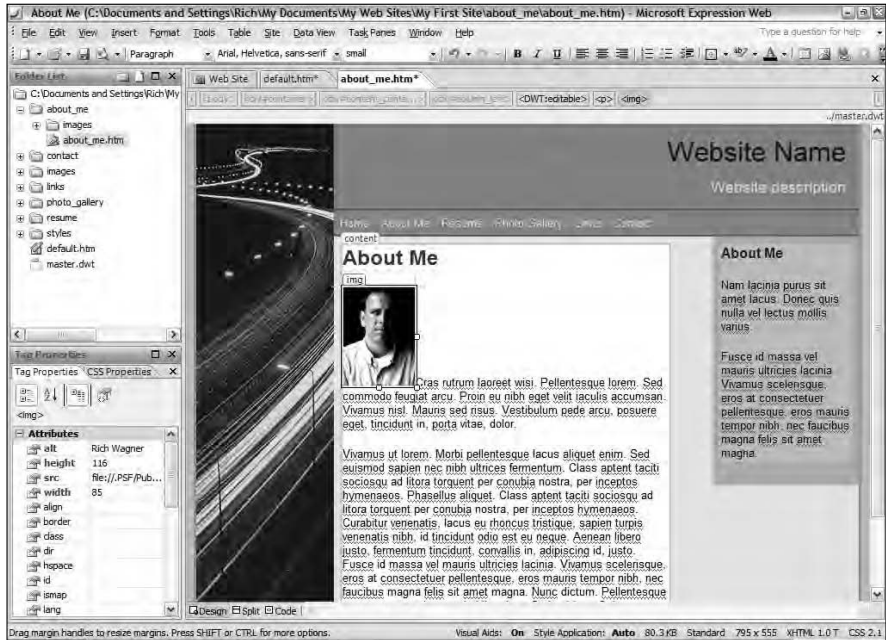 About Me (C:\Documents and Settings\Rich\My Documents\My Web Sites\My First Site\about_me\about_me.htm) - Microsoft Expression Web
File Edit View Insert Format Tools Table Site Data View Task Panes Window Help
Type a question for help
Paragraph Arial, Helvetica, sans-serif small B I U
Folder List
Web Site default.htm* about_me.htm*
C:\Documents and Settings\Rich\My
<DWT:editable> <p> <img>
../master.dwt
about_me
images
about_me.htm
contact
images
links
photo_gallery
resume
styles
default.htm
master.dwt
Website Name
Website description
Home About Me Resume Photo Gallery Links Contact
content
About Me
img
Cras rutrum laoreet wisi. Pellentesque lorem. Sed
commodo feugiat arcu. Proin eu nibh eget velit iaculis accumsan.
Vivamus nisl. Mauris sed risus. Vestibulum pede arcu, posuere
eget, tincidunt in, porta vitae, dolor.
Vivamus ut lorem. Morbi pellentesque lacus aliquet enim. Sed
euismod sapien nec nibh ultrices fermentum. Class aptent taciti
sociosqu ad litora torquent per conubia nostra, per inceptos
hymenaeos. Phasellus aliquet. Class aptent taciti sociosqu ad
litora torquent per conubia nostra, per inceptos hymenaeos.
Curabitur venenatis, lacus eu rhoncus tristique, sapien turpis
venenatis nibh, id tincidunt odio est eu neque. Aenean libero
justo, fermentum tincidunt, convallis in, adipiscing id, justo.
Fusce id massa vel mauris ultricies lacinia. Vivamus scelerisque,
eros at consectetuer pellentesque, eros mauris tempor nibh, nec
faucibus magna felis sit amet magna. Nunc dictum. Pellentesque
About Me
Nam lacinia purus sit
amet lacus. Donec quis
nulla vel lectus mollis
varius.
Fusce id massa vel
mauris ultricies lacinia.
Vivamus scelerisque,
eros at consectetuer
pellentesque, eros mauris
tempor nibh, nec faucibus
magna felis sit amet
magna.
Tag Properties
Tag Properties CSS Properties
<img>
Attributes
alt Rich Wagner
height 116
src file://.PSF/Pub...
width 85
align
border
class
dir
hspace
id
ismap
lang
Design Split Code
Drag margin handles to resize margins. Press SHIFT or CTRL for more options.
Visual Aids: On Style Application: Auto 80.3 KB Standard 795 x 555 XHTML 1.0 T CSS 2.1